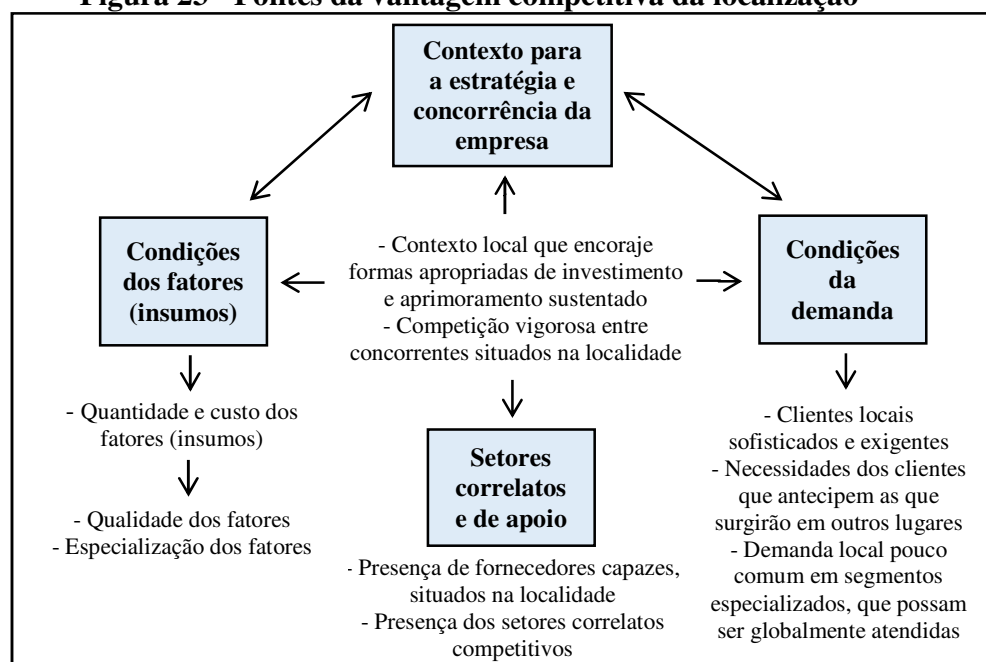 Figura 23 - Fontes da vantagem competitiva da localização
Contexto para
a estratégia e
concorrência da
empresa
Condições
dos fatores
(insumos)
- Contexto local que encoraje
formas apropriadas de investimento
e aprimoramento sustentado
- Competição vigorosa entre
concorrentes situados na localidade
Condições
da
demanda
- Quantidade e custo dos
fatores (insumos)
- Qualidade dos fatores
- Especialização dos fatores
Setores
correlatos
e de apoio
- Presença de fornecedores capazes,
situados na localidade
- Presença dos setores correlatos
competitivos
- Clientes locais
sofisticados e exigentes
- Necessidades dos clientes
que antecipem as que
surgirão em outros lugares
- Demanda local pouco
comum em segmentos
especializados, que possam
ser globalmente atendidas